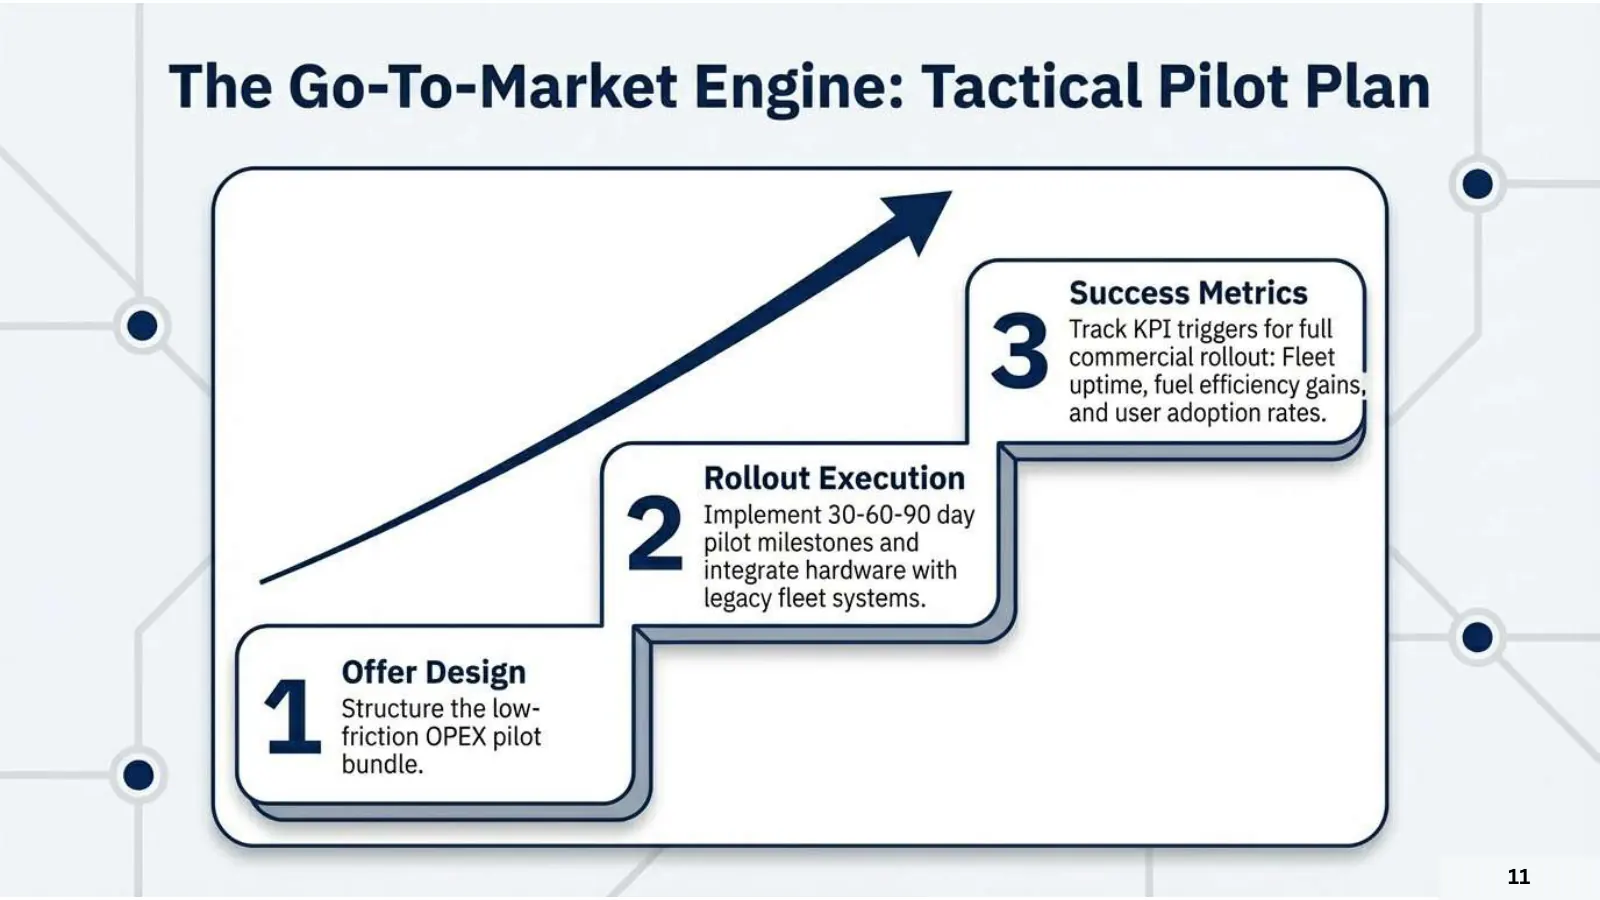 The Go-To-Market Engine: Tactical Pilot Plan
1
Offer Design
Structure the low-
friction OPEX pilot
bundle.
2
Rollout Execution
Implement 30-60-90 day
pilot milestones and
integrate hardware with
legacy fleet systems.
3
Success Metrics
Track KPI triggers for full
commercial rollout: Fleet
uptime, fuel efficiency gains,
and user adoption rates.
11